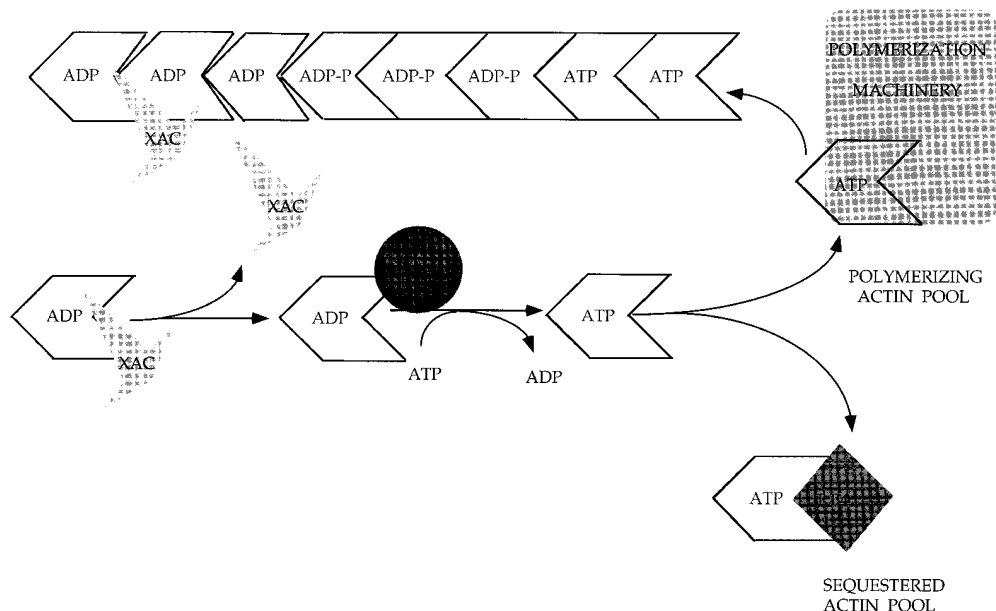 POLYMERIZATION
MACHINERY
ADP ADP ADP ADP-P ADP-P ADP-P ATP ATP
XAC
ATP
XAC
POLYMERIZING
ACTIN POOL
ADP
XAC
ADP
ATP
ATP
ADP
ATP
SEQUESTERED
ACTIN POOL